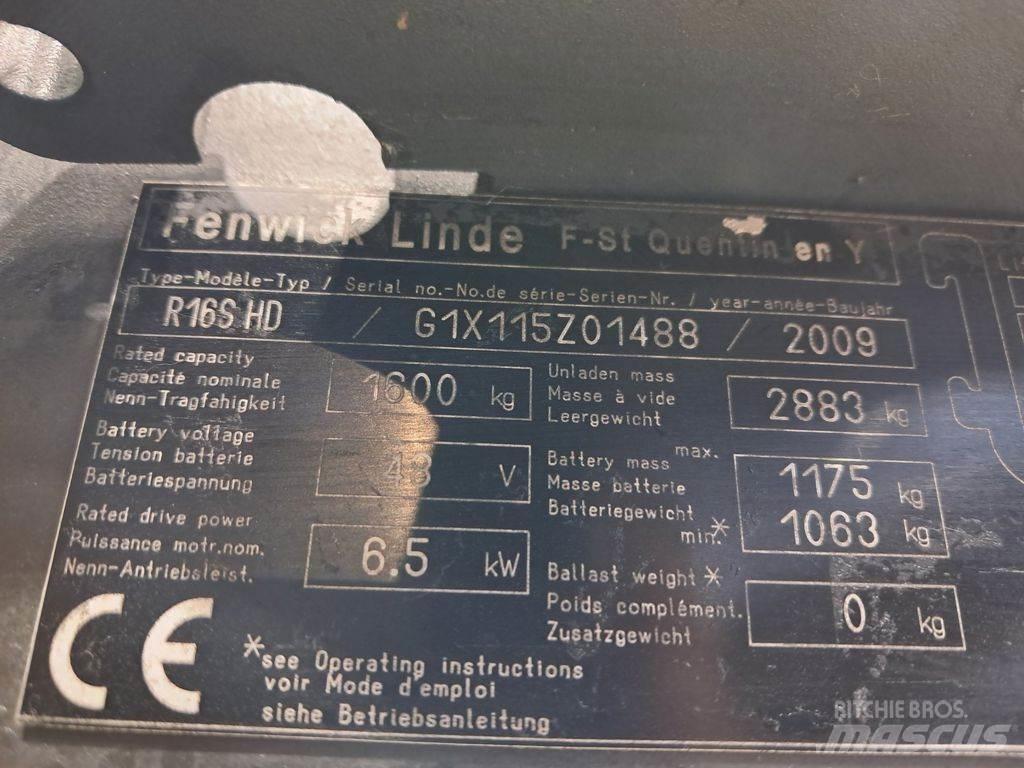 Fenwick Linde F-St Quentin en Y
Type-Modèle-Typ / Serial no.-No.de série-Serien-Nr. / year-année-Baujahr
R16S HD / G1X115Z01488 / 2009
Rated capacity
Capacité nominale
Nenn-Tragfähigkeit
1600 kg
Unladen mass
Masse à vide
Leergewicht
2883 kg
Battery voltage
Tension batterie
Batteriespannung
48 V
max.
Battery mass
Masse batterie
Batteriegewicht
min.*
1175 kg
1063 kg
Rated drive power
Puissance motr.nom.
Nenn-Antriebsleist.
6.5 kW
Ballast weight *
Poids complément.
Zusatzgewicht
0 kg
CE
*see Operating instructions
voir Mode d'emploi
siehe Betriebsanleitung
RITCHIE BROS.
mascus